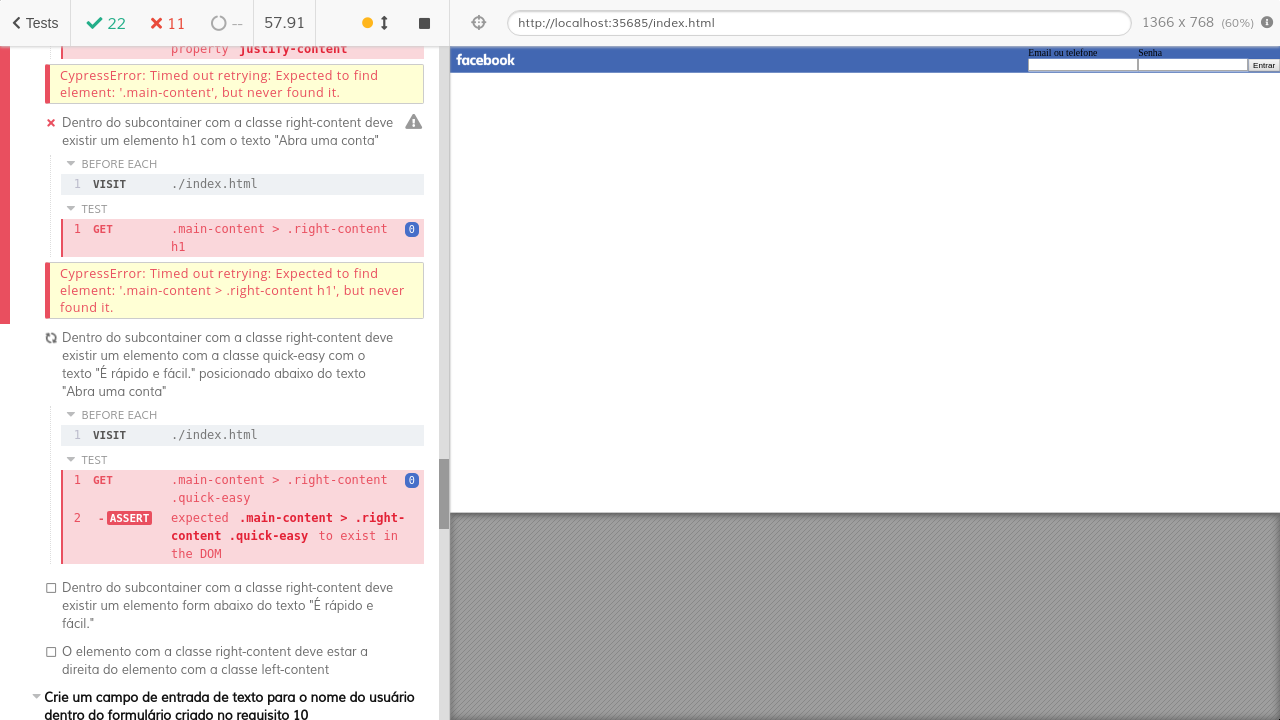 Tests
22
11
--
57.91
http://localhost:35685/index.html
1366 x 768 (60%)
property justify-content
CypressError: Timed out retrying: Expected to find
element: '.main-content', but never found it.
Dentro do subcontainer com a classe right-content deve
existir um elemento h1 com o texto "Abra uma conta"
BEFORE EACH
1 VISIT ./index.html
TEST
1 GET .main-content > .right-content 0
h1
CypressError: Timed out retrying: Expected to find
element: '.main-content > .right-content h1', but never
found it.
Dentro do subcontainer com a classe right-content deve
existir um elemento com a classe quick-easy com o
texto "É rápido e fácil." posicionado abaixo do texto
"Abra uma conta"
BEFORE EACH
1 VISIT ./index.html
TEST
1 GET .main-content > .right-content 0
.quick-easy
2 -ASSERT expected .main-content > .right-
content .quick-easy to exist in
the DOM
Dentro do subcontainer com a classe right-content deve
existir um elemento form abaixo do texto "É rápido e
fácil."
O elemento com a classe right-content deve estar a
direita do elemento com a classe left-content
Crie um campo de entrada de texto para o nome do usuário
dentro do formulário criado no requisito 10
facebook
Email ou telefone
Senha
Entrar